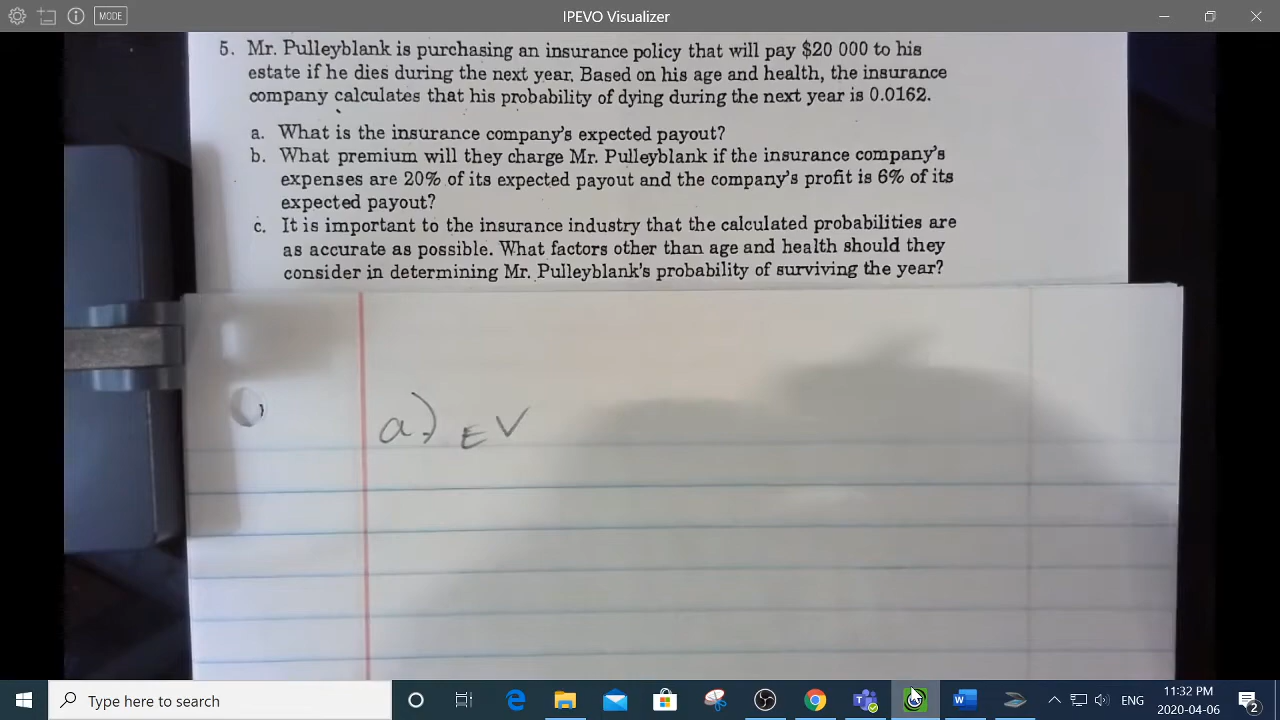 MODE
IPEVO Visualizer
5. Mr. Pulleyblank is purchasing an insurance policy that will pay $20 000 to his
estate if he dies during the next year. Based on his age and health, the insurance
company calculates that his probability of dying during the next year is 0.0162.
a. What is the insurance company's expected payout?
b. What premium will they charge Mr. Pulleyblank if the insurance company's
expenses are 20% of its expected payout and the company's profit is 6% of its
expected payout?
c. It is important to the insurance industry that the calculated probabilities are
as accurate as possible. What factors other than age and health should they
consider in determining Mr. Pulleyblank's probability of surviving the year?
a) EV
Type here to search
ENG
11:32 PM
2020-04-06
2